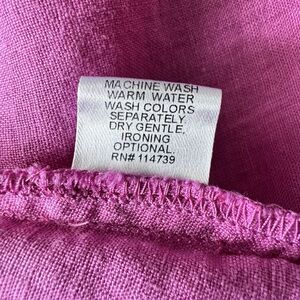 MACHINE WASH
WARM WATER
WASH COLORS
SEPARATELY.
DRY GENTLE,
IRONING
OPTIONAL.
RN# 114739